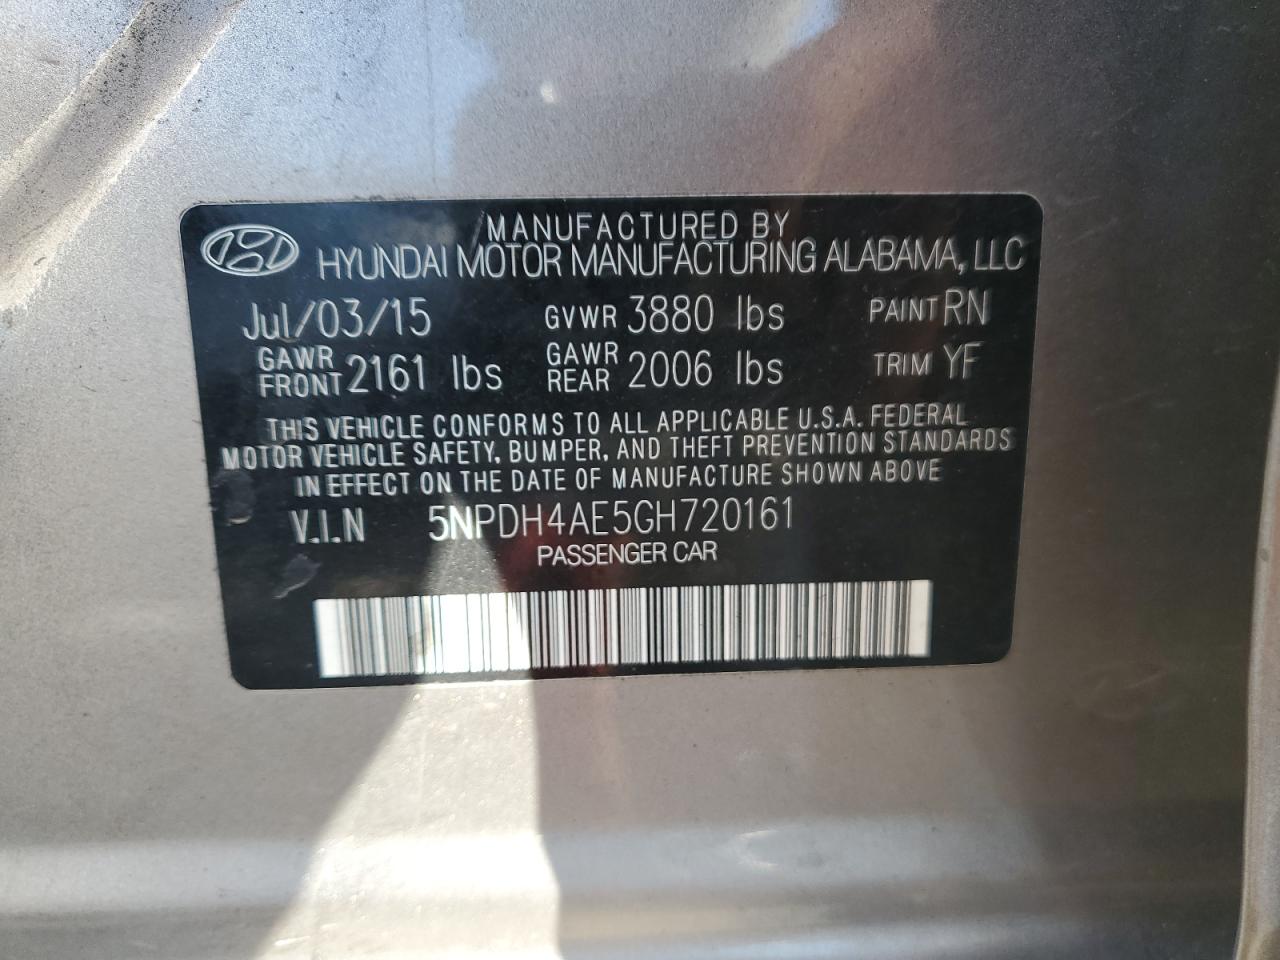 MANUFACTURED BY
HYUNDAI MOTOR MANUFACTURING ALABAMA, LLC
Jul/03/15 GVWR 3880 lbs PAINT RN
GAWR FRONT 2161 lbs GAWR REAR 2006 lbs TRIM YF
THIS VEHICLE CONFORMS TO ALL APPLICABLE U.S.A. FEDERAL
MOTOR VEHICLE SAFETY, BUMPER, AND THEFT PREVENTION STANDARDS
IN EFFECT ON THE DATE OF MANUFACTURE SHOWN ABOVE
V.I.N 5NPDH4AE5GH720161
PASSENGER CAR